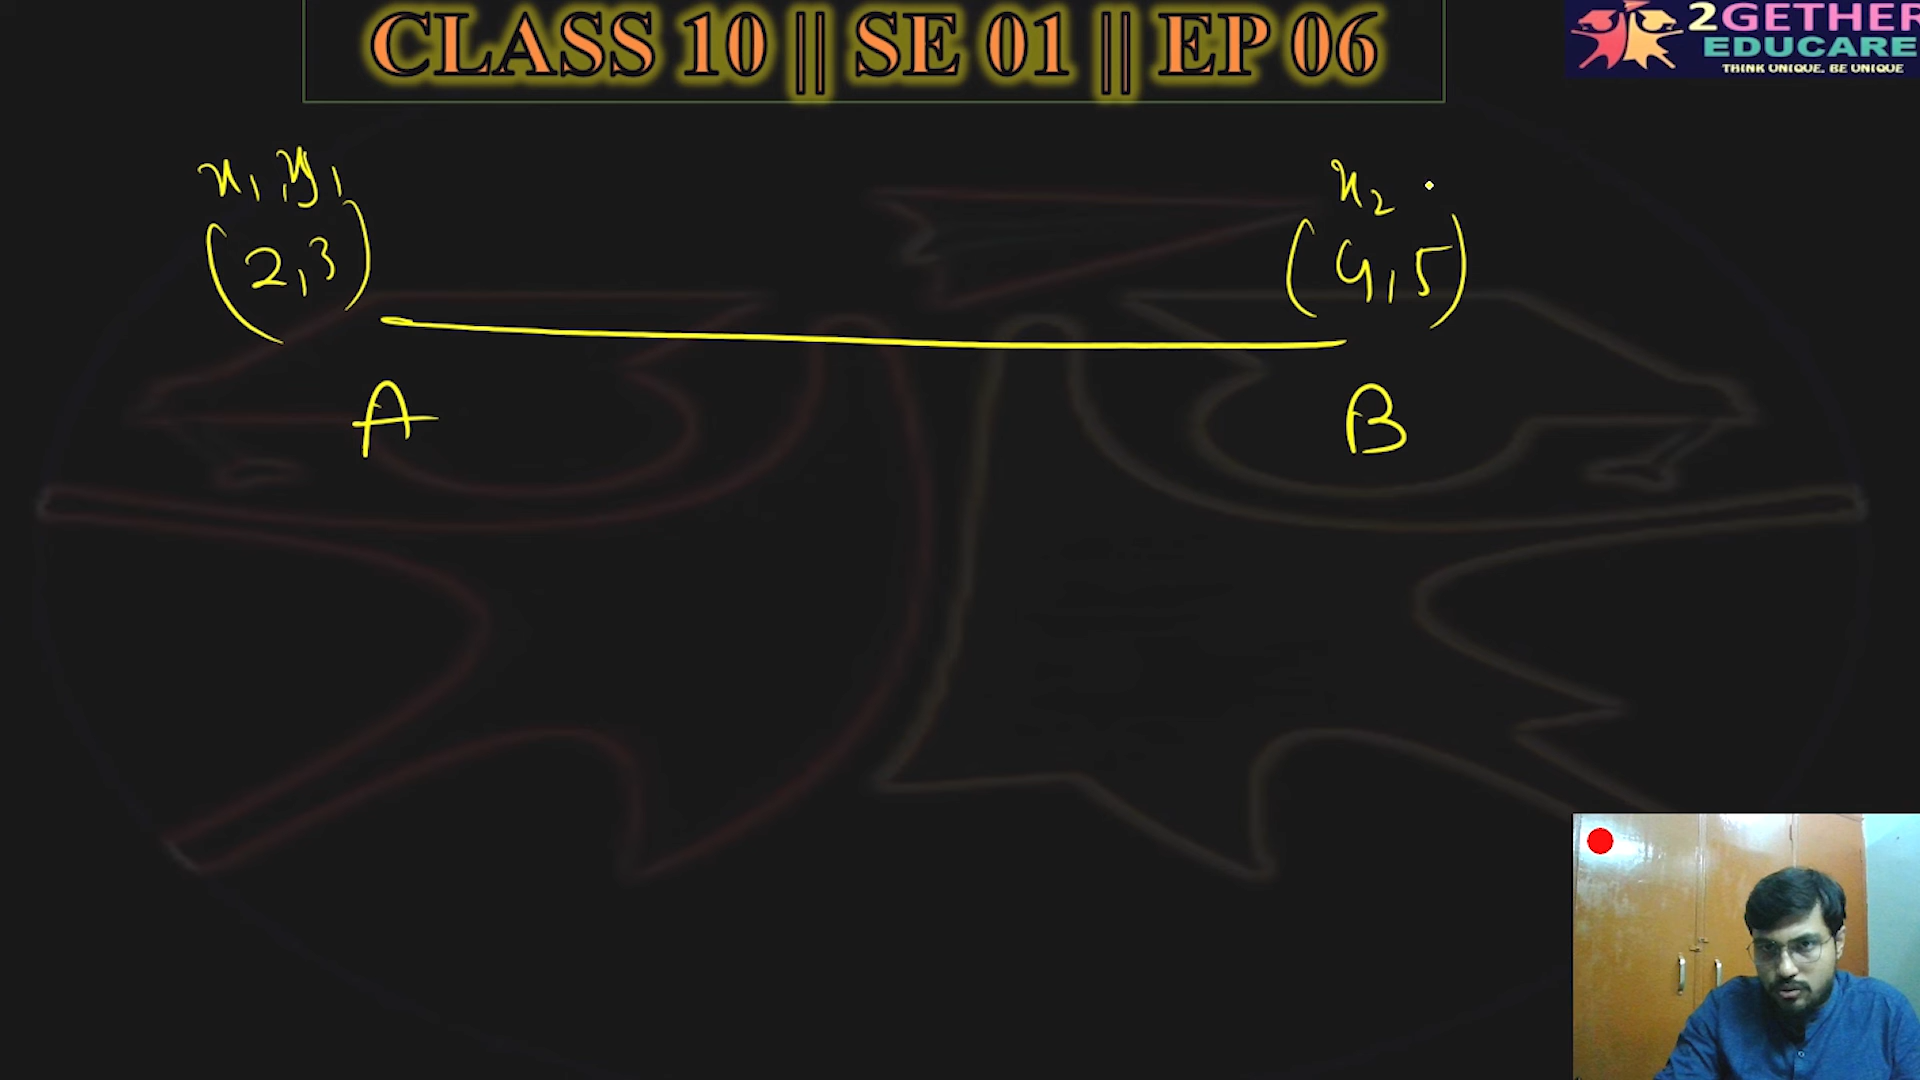 CLASS 10 || SE 01 || EP 06
2GETHER
EDUCARE
THINK UNIQUE. BE UNIQUE
x₁, y₁
x₂
(2,3)
(4,5)
A
B